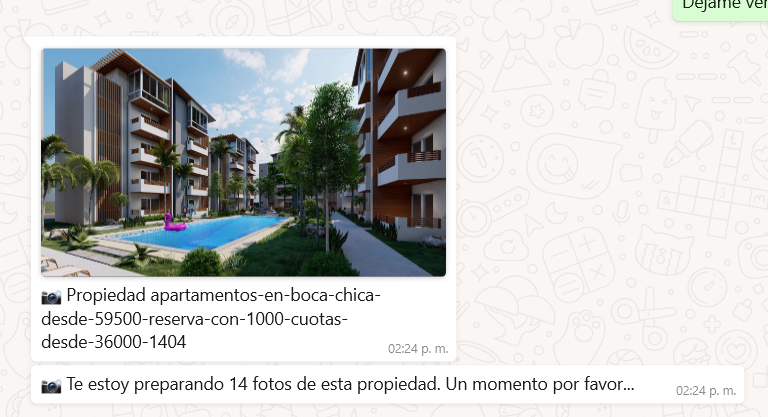 Déjame ver
📷 Propiedad apartamentos-en-boca-chica-
desde-59500-reserva-con-1000-cuotas-
desde-36000-1404
02:24 p. m.
📷 Te estoy preparando 14 fotos de esta propiedad. Un momento por favor...
02:24 p. m.